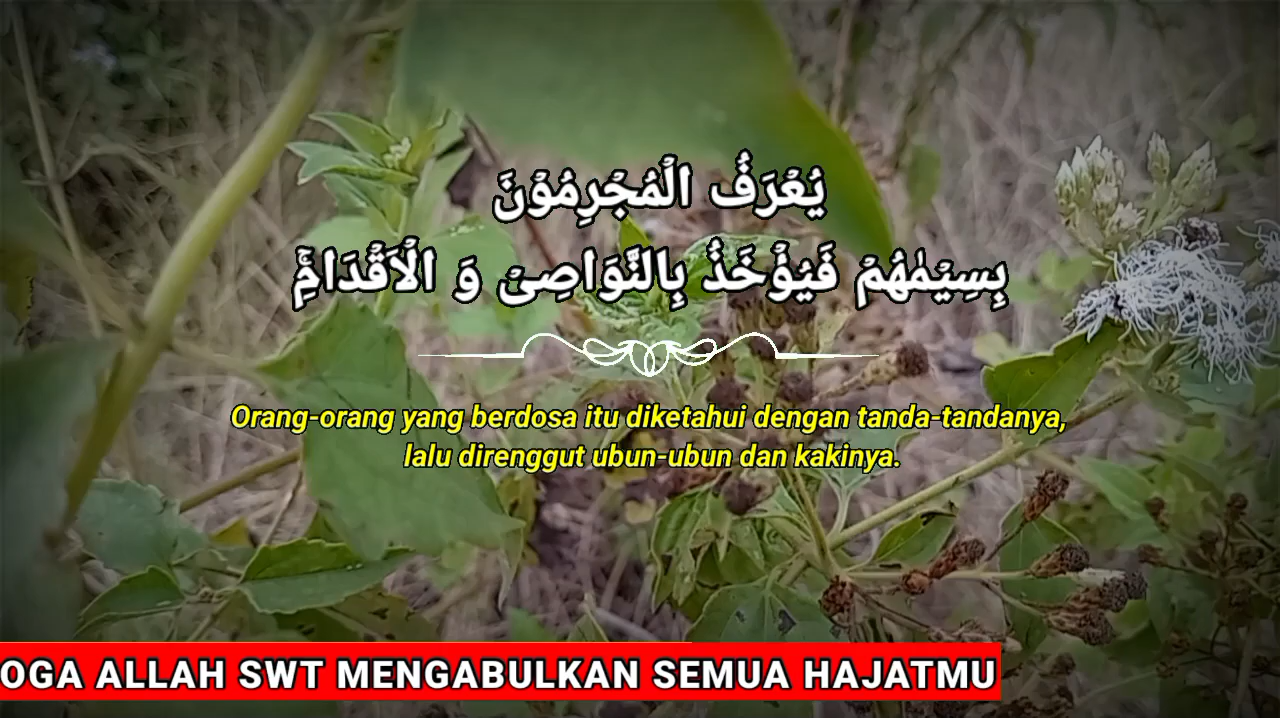 يُعْرَفُ الْمُجْرِمُوْنَ
بِسِيْمٰهُمْ فَيُؤْخَذُ بِالنَّوَاصِيْ وَ الْاَقْدَامِۚ
Orang-orang yang berdosa itu diketahui dengan tanda-tandanya,
lalu direnggut ubun-ubun dan kakinya.
OGA ALLAH SWT MENGABULKAN SEMUA HAJATMU